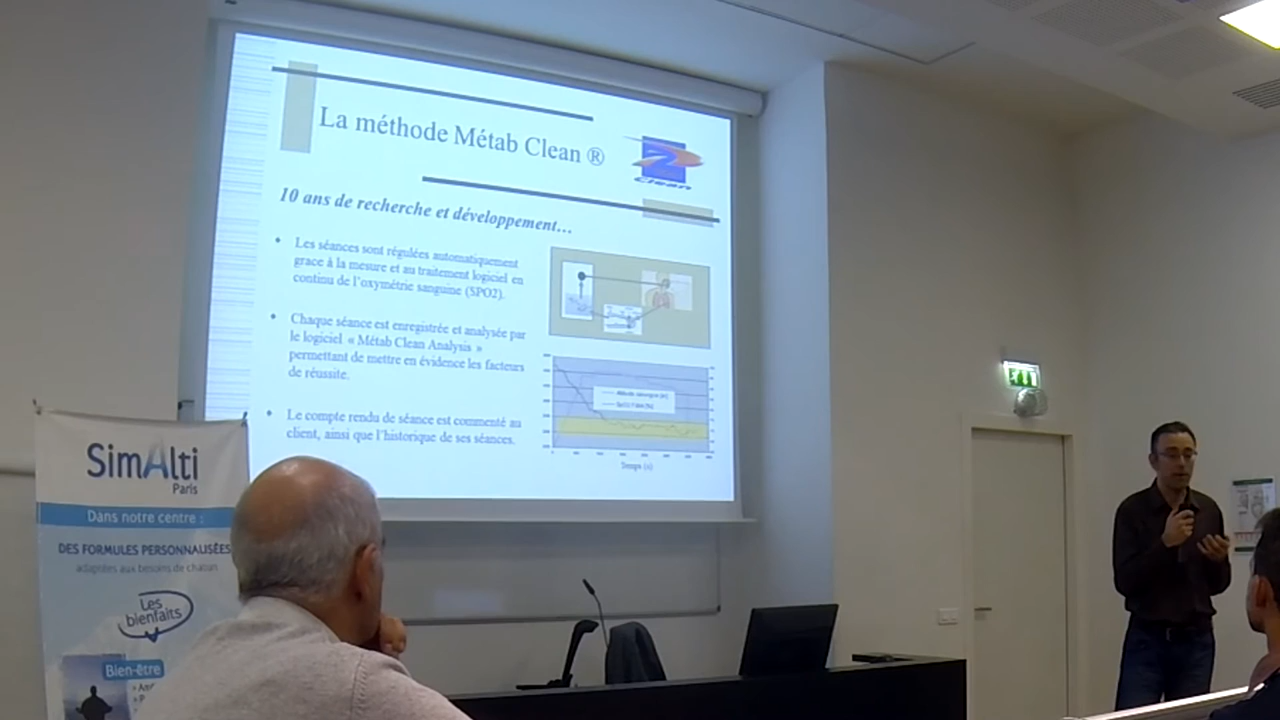 La méthode Métab Clean ®
2
Clean
10 ans de recherche et développement…
• Les séances sont régulées automatiquement
grace à la mesure et au traitement logiciel en
continu de l'oxymétrie sanguine (SPO2).
• Chaque séance est enregistrée et analysée par
le logiciel « Métab Clean Analysis »
permettant de mettre en évidence les facteurs
de réussite.
• Le compte rendu de séance est commenté au
client, ainsi que l'historique de ses séances.
Temps (s)
SimAlti
Paris
Dans notre centre :
DES FORMULES PERSONNALISÉES
adaptées aux besoins de chacun
Les
bienfaits
Bien-être